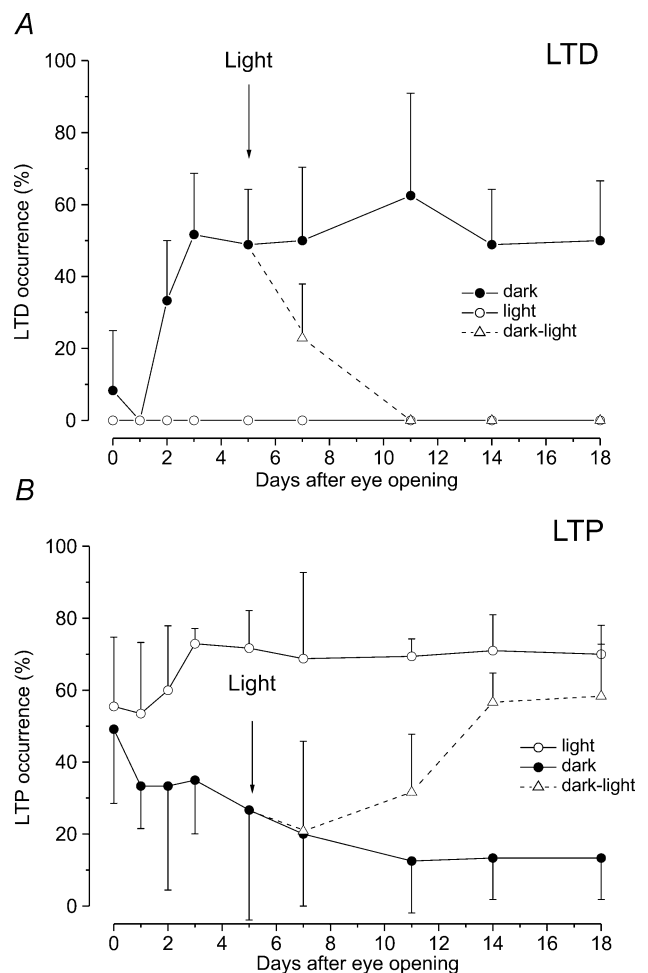 A
LTD
Light
100
80
60
40
20
0
LTD occurrence (%)
dark
light
dark-light
0 2 4 6 8 10 12 14 16 18
Days after eye opening
B
LTP
100
80
60
40
20
0
LTP occurrence (%)
Light
light
dark
dark-light
0 2 4 6 8 10 12 14 16 18
Days after eye opening